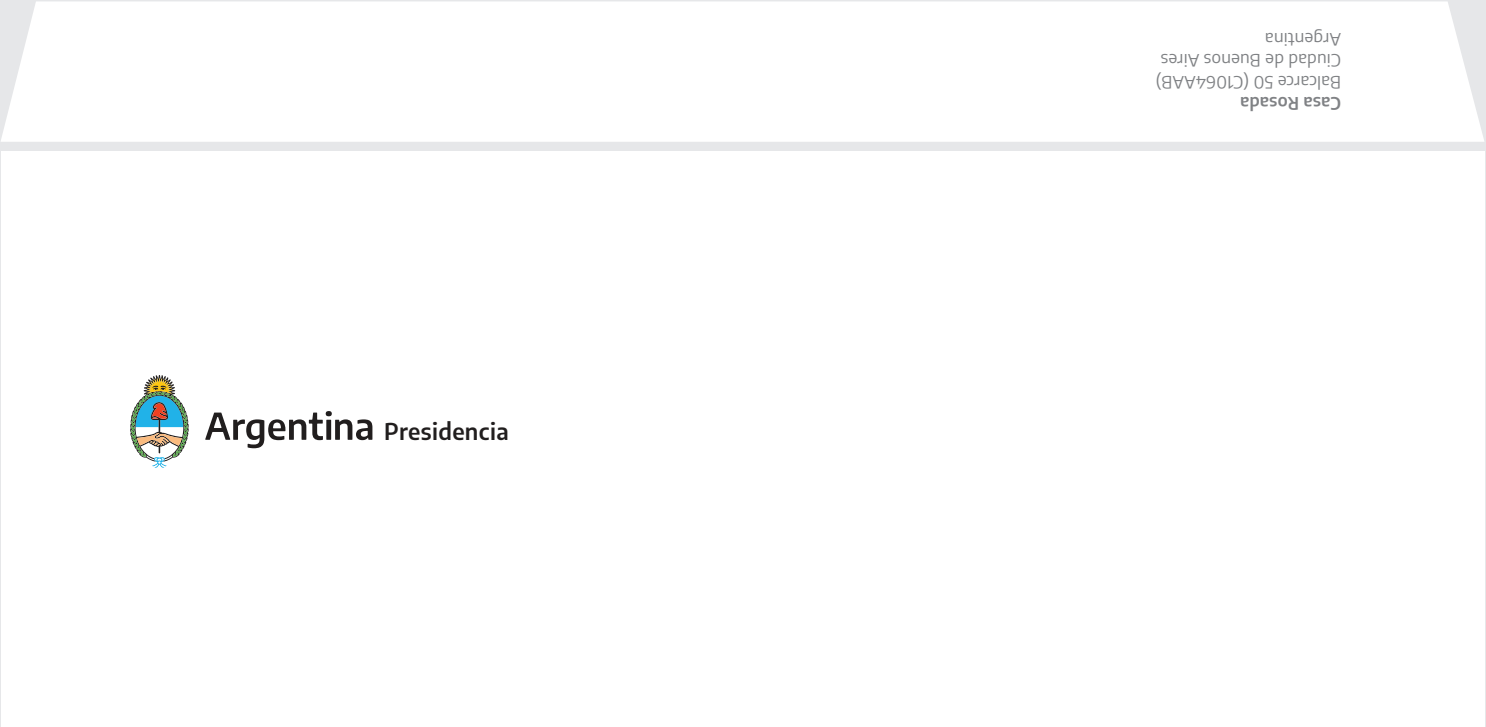 Casa Rosada
Balcarce 50 (C1064AAB)
Ciudad de Buenos Aires
Argentina
Argentina Presidencia